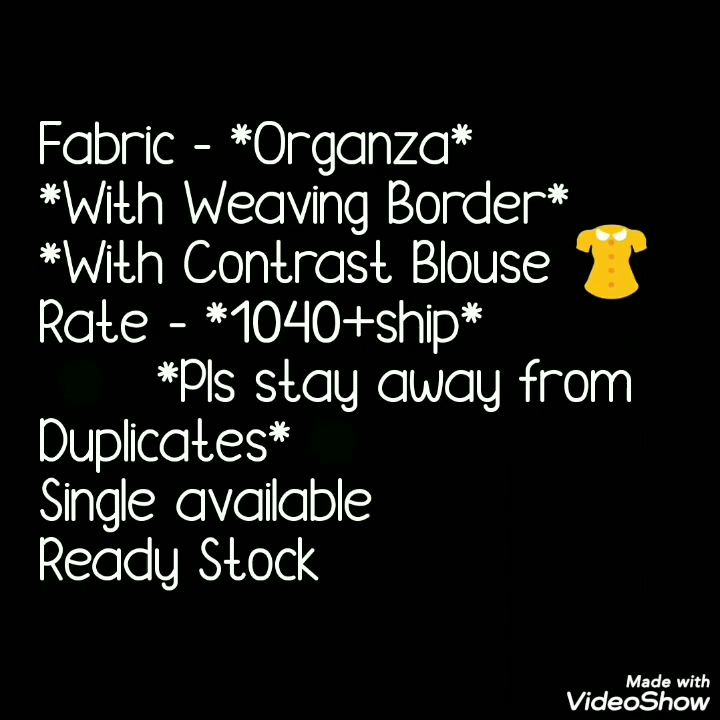 Fabric - *Organza*
*With Weaving Border*
*With Contrast Blouse 👚
Rate - *1040+ship*
*Pls stay away from
Duplicates*
Single available
Ready Stock
Made with
VideoShow